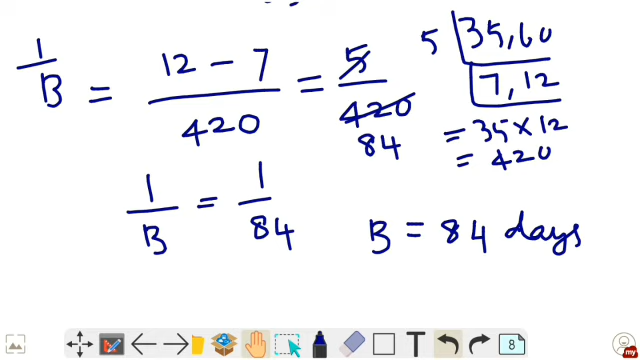 1/B = (12 - 7)/420 = 5/420 84
5 | 35, 60
7, 12
= 35 × 12
= 420
1/B = 1/84
B = 84 days
T
8
my